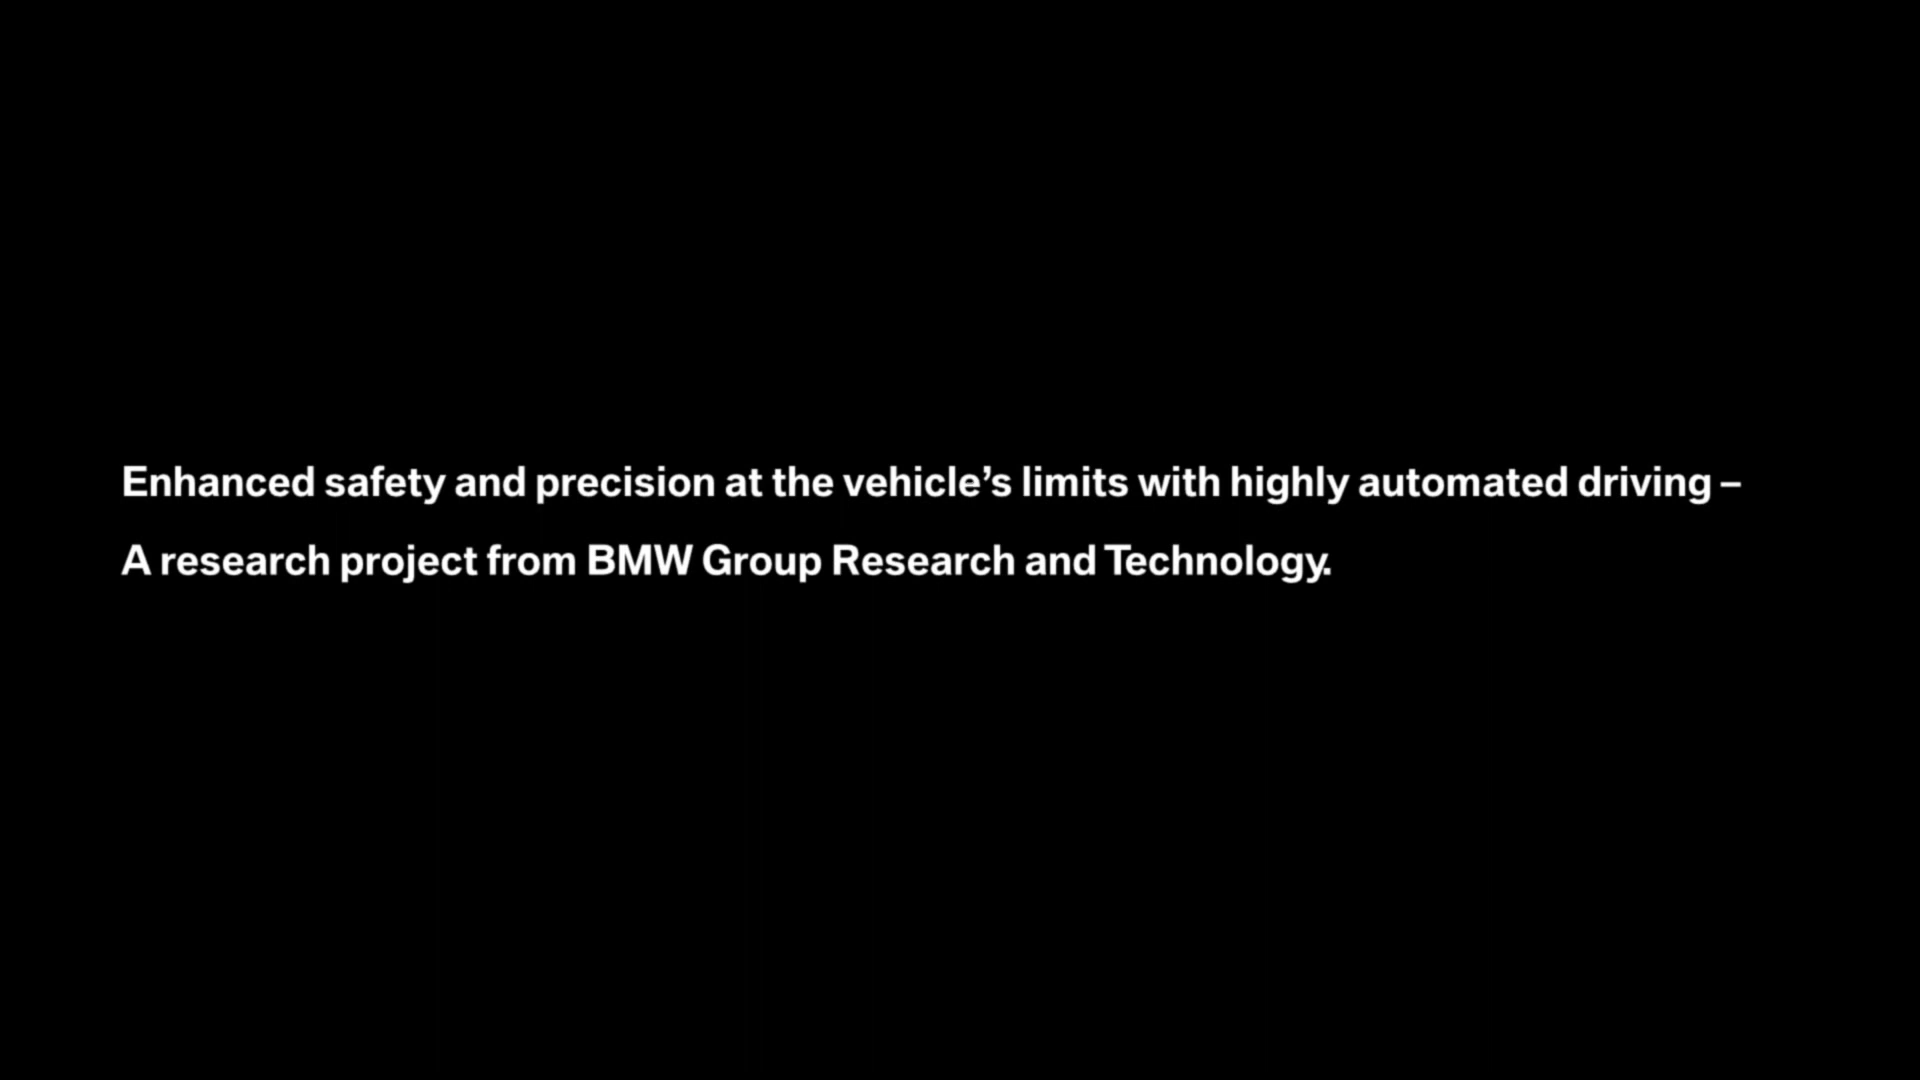 Enhanced safety and precision at the vehicle’s limits with highly automated driving –
A research project from BMW Group Research and Technology.